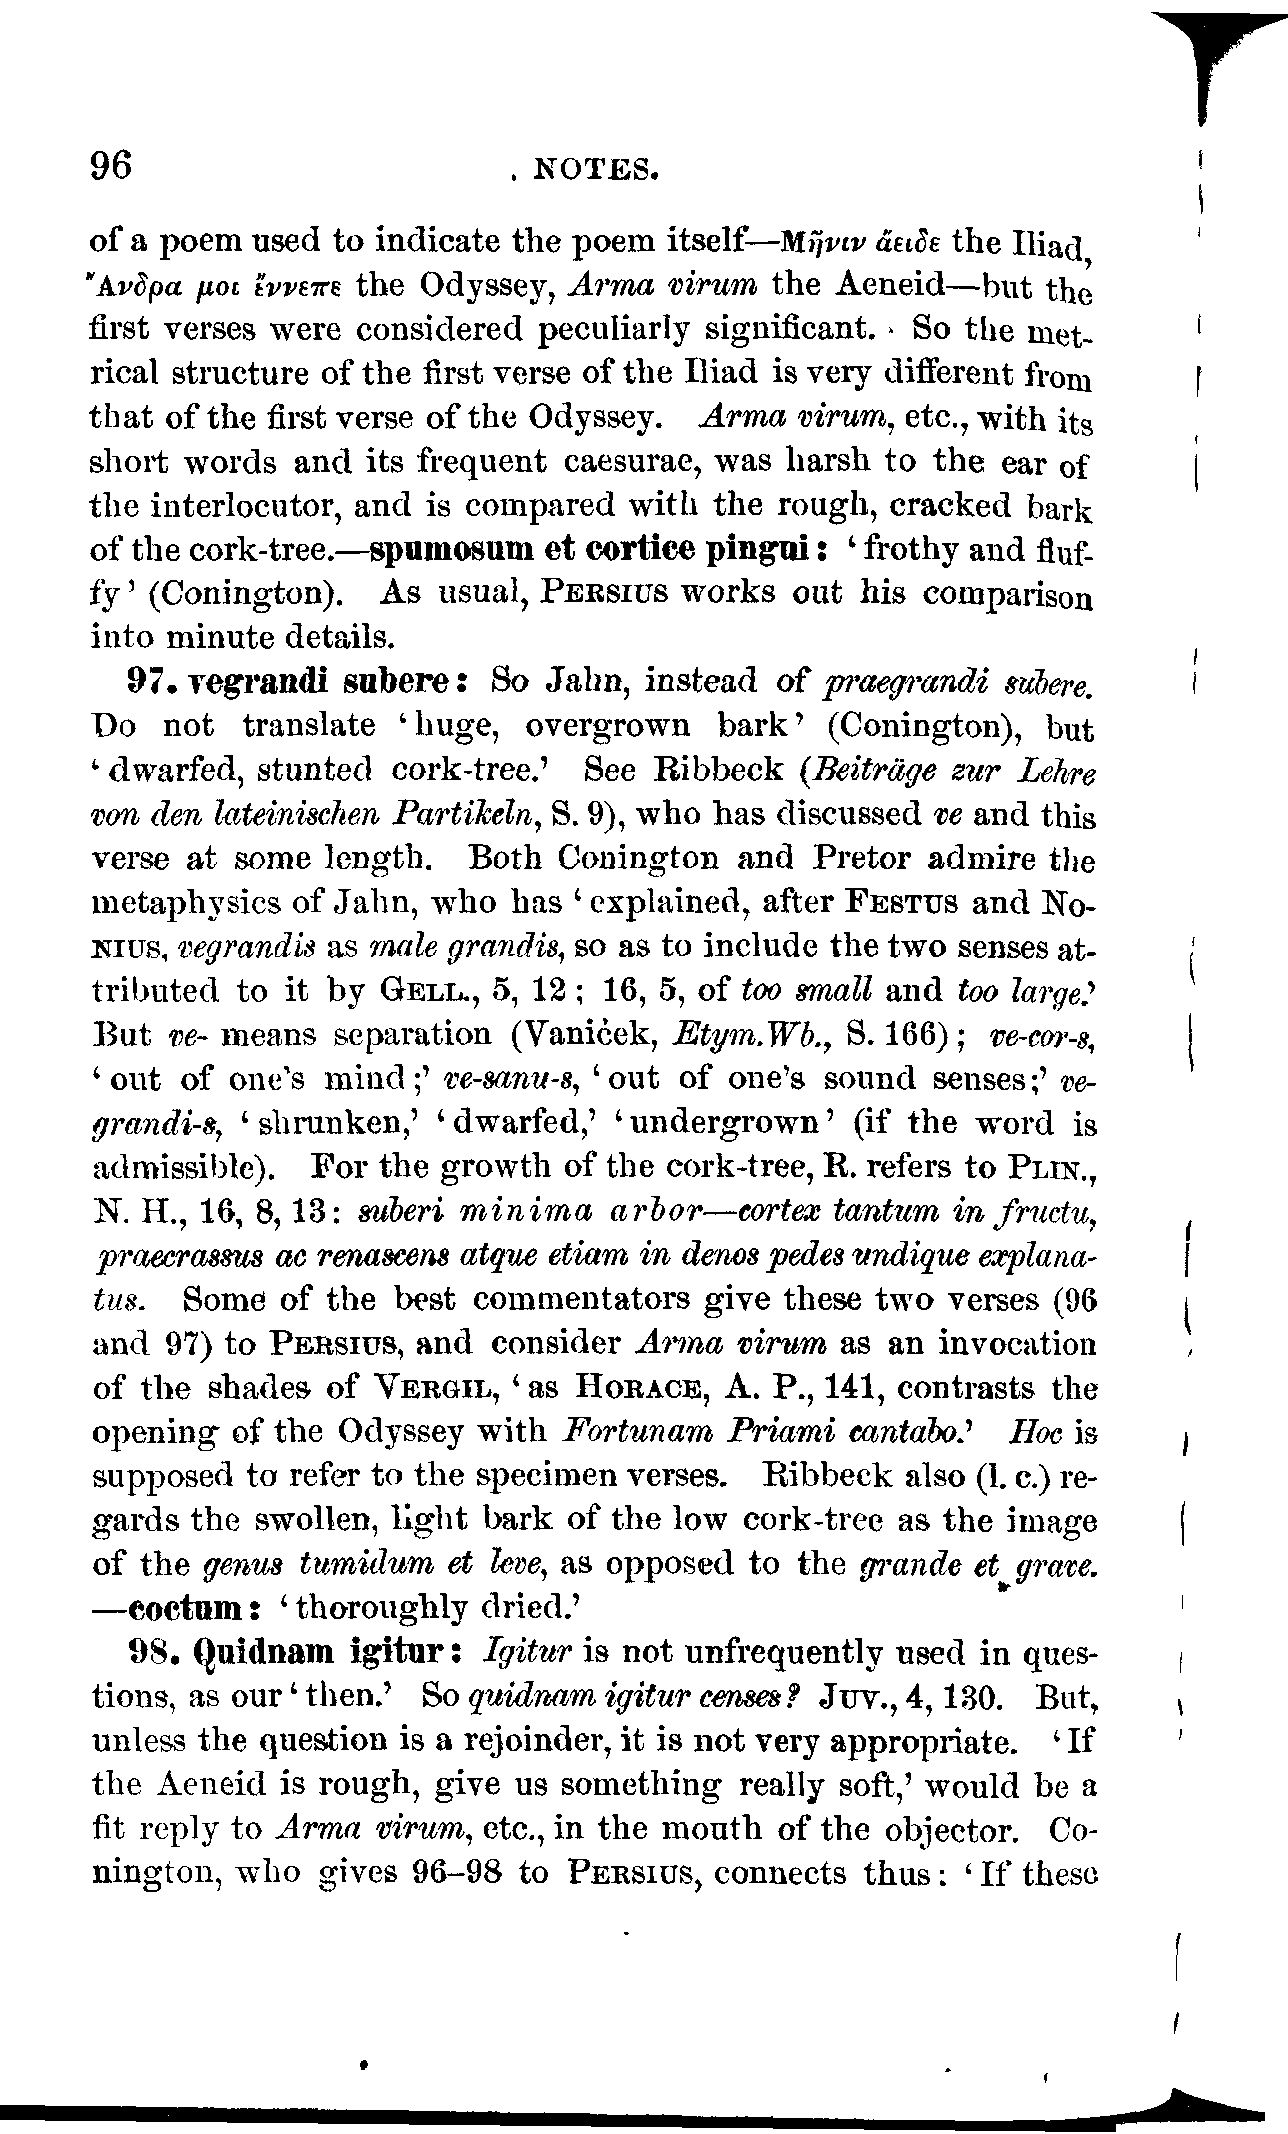 96 NOTES.
of a poem used to indicate the poem itself—Μῆνιν ἄειδε the Iliad,
Ἄνδρα μοι ἔννεπε the Odyssey, Arma virum the Aeneid—but the
first verses were considered peculiarly significant. So the met-
rical structure of the first verse of the Iliad is very different from
that of the first verse of the Odyssey. Arma virum, etc., with its
short words and its frequent caesurae, was harsh to the ear of
the interlocutor, and is compared with the rough, cracked bark
of the cork-tree.—spumosum et cortice pingui: ‘frothy and fluf-
fy’ (Conington). As usual, PERSIUS works out his comparison
into minute details.
97. vegrandi subere: So Jahn, instead of praegrandi subere.
Do not translate ‘huge, overgrown bark’ (Conington), but
‘dwarfed, stunted cork-tree.’ See Ribbeck (Beiträge zur Lehre
von den lateinischen Partikeln, S. 9), who has discussed ve and this
verse at some length. Both Conington and Pretor admire the
metaphysics of Jahn, who has ‘explained, after FESTUS and NO-
NIUS, vegrandis as male grandis, so as to include the two senses at-
tributed to it by GELL., 5, 12; 16, 5, of too small and too large.’
But ve- means separation (Vaniček, Etym. Wb., S. 166); ve-cor-s,
‘out of one's mind;’ ve-sanu-s, ‘out of one's sound senses;’ ve-
grandi-s, ‘shrunken,’ ‘dwarfed,’ ‘undergrown’ (if the word is
admissible). For the growth of the cork-tree, R. refers to PLIN.,
N. H., 16, 8, 13: suberi minima arbor—cortex tantum in fructu,
praecrassus ac renascens atque etiam in denos pedes undique explana-
tus. Some of the best commentators give these two verses (96
and 97) to PERSIUS, and consider Arma virum as an invocation
of the shades of VERGIL, ‘as HORACE, A. P., 141, contrasts the
opening of the Odyssey with Fortunam Priami cantabo.’ Hoc is
supposed to refer to the specimen verses. Ribbeck also (l. c.) re-
gards the swollen, light bark of the low cork-tree as the image
of the genus tumidum et leve, as opposed to the grande et grave.
—coctum: ‘thoroughly dried.’
98. Quidnam igitur: Igitur is not unfrequently used in ques-
tions, as our ‘then.’ So quidnam igitur censes? JUV., 4, 130. But,
unless the question is a rejoinder, it is not very appropriate. ‘If
the Aeneid is rough, give us something really soft,’ would be a
fit reply to Arma virum, etc., in the mouth of the objector. Co-
nington, who gives 96–98 to PERSIUS, connects thus: ‘If these